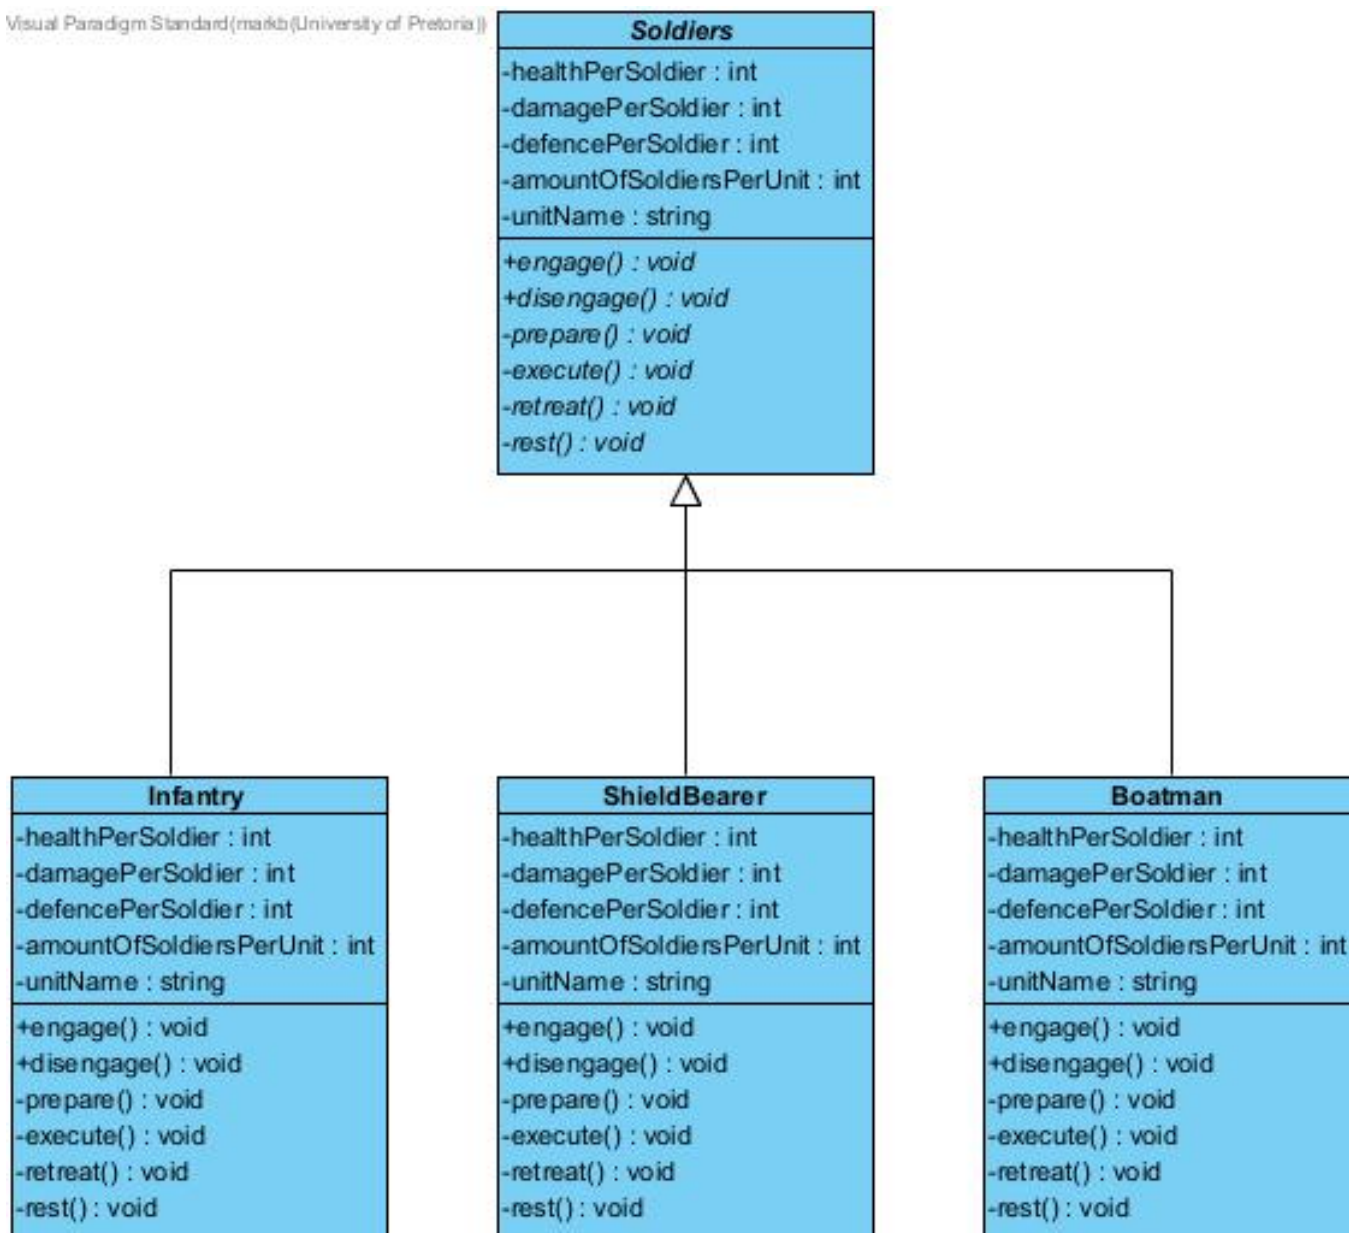 Visual Paradigm Standard(markb(University of Pretoria))
Soldiers
-healthPerSoldier : int
-damagePerSoldier : int
-defencePerSoldier : int
-amountOfSoldiersPerUnit : int
-unitName : string
+engage() : void
+disengage() : void
-prepare() : void
-execute() : void
-retreat() : void
-rest() : void
Infantry
-healthPerSoldier : int
-damagePerSoldier : int
-defencePerSoldier : int
-amountOfSoldiersPerUnit : int
-unitName : string
+engage() : void
+disengage() : void
-prepare() : void
-execute() : void
-retreat() : void
-rest() : void
ShieldBearer
-healthPerSoldier : int
-damagePerSoldier : int
-defencePerSoldier : int
-amountOfSoldiersPerUnit : int
-unitName : string
+engage() : void
+disengage() : void
-prepare() : void
-execute() : void
-retreat() : void
-rest() : void
Boatman
-healthPerSoldier : int
-damagePerSoldier : int
-defencePerSoldier : int
-amountOfSoldiersPerUnit : int
-unitName : string
+engage() : void
+disengage() : void
-prepare() : void
-execute() : void
-retreat() : void
-rest() : void